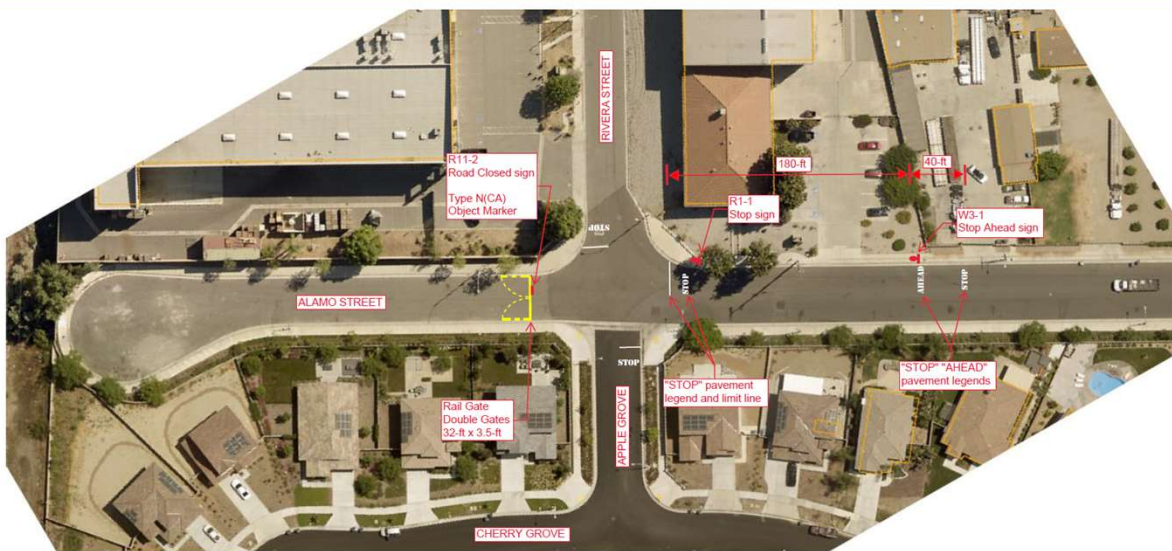 RIVERA STREET
STOP
R11-2
Road Closed sign
Type N(CA)
Object Marker
180-ft
40-ft
R1-1
Stop sign
W3-1
Stop Ahead sign
ALAMO STREET
STOP
AHEAD
STOP
STOP
"STOP" pavement
legend and limit line
"STOP" "AHEAD"
pavement legends
Rail Gate
Double Gates
32-ft x 3.5-ft
APPLE GROVE
CHERRY GROVE